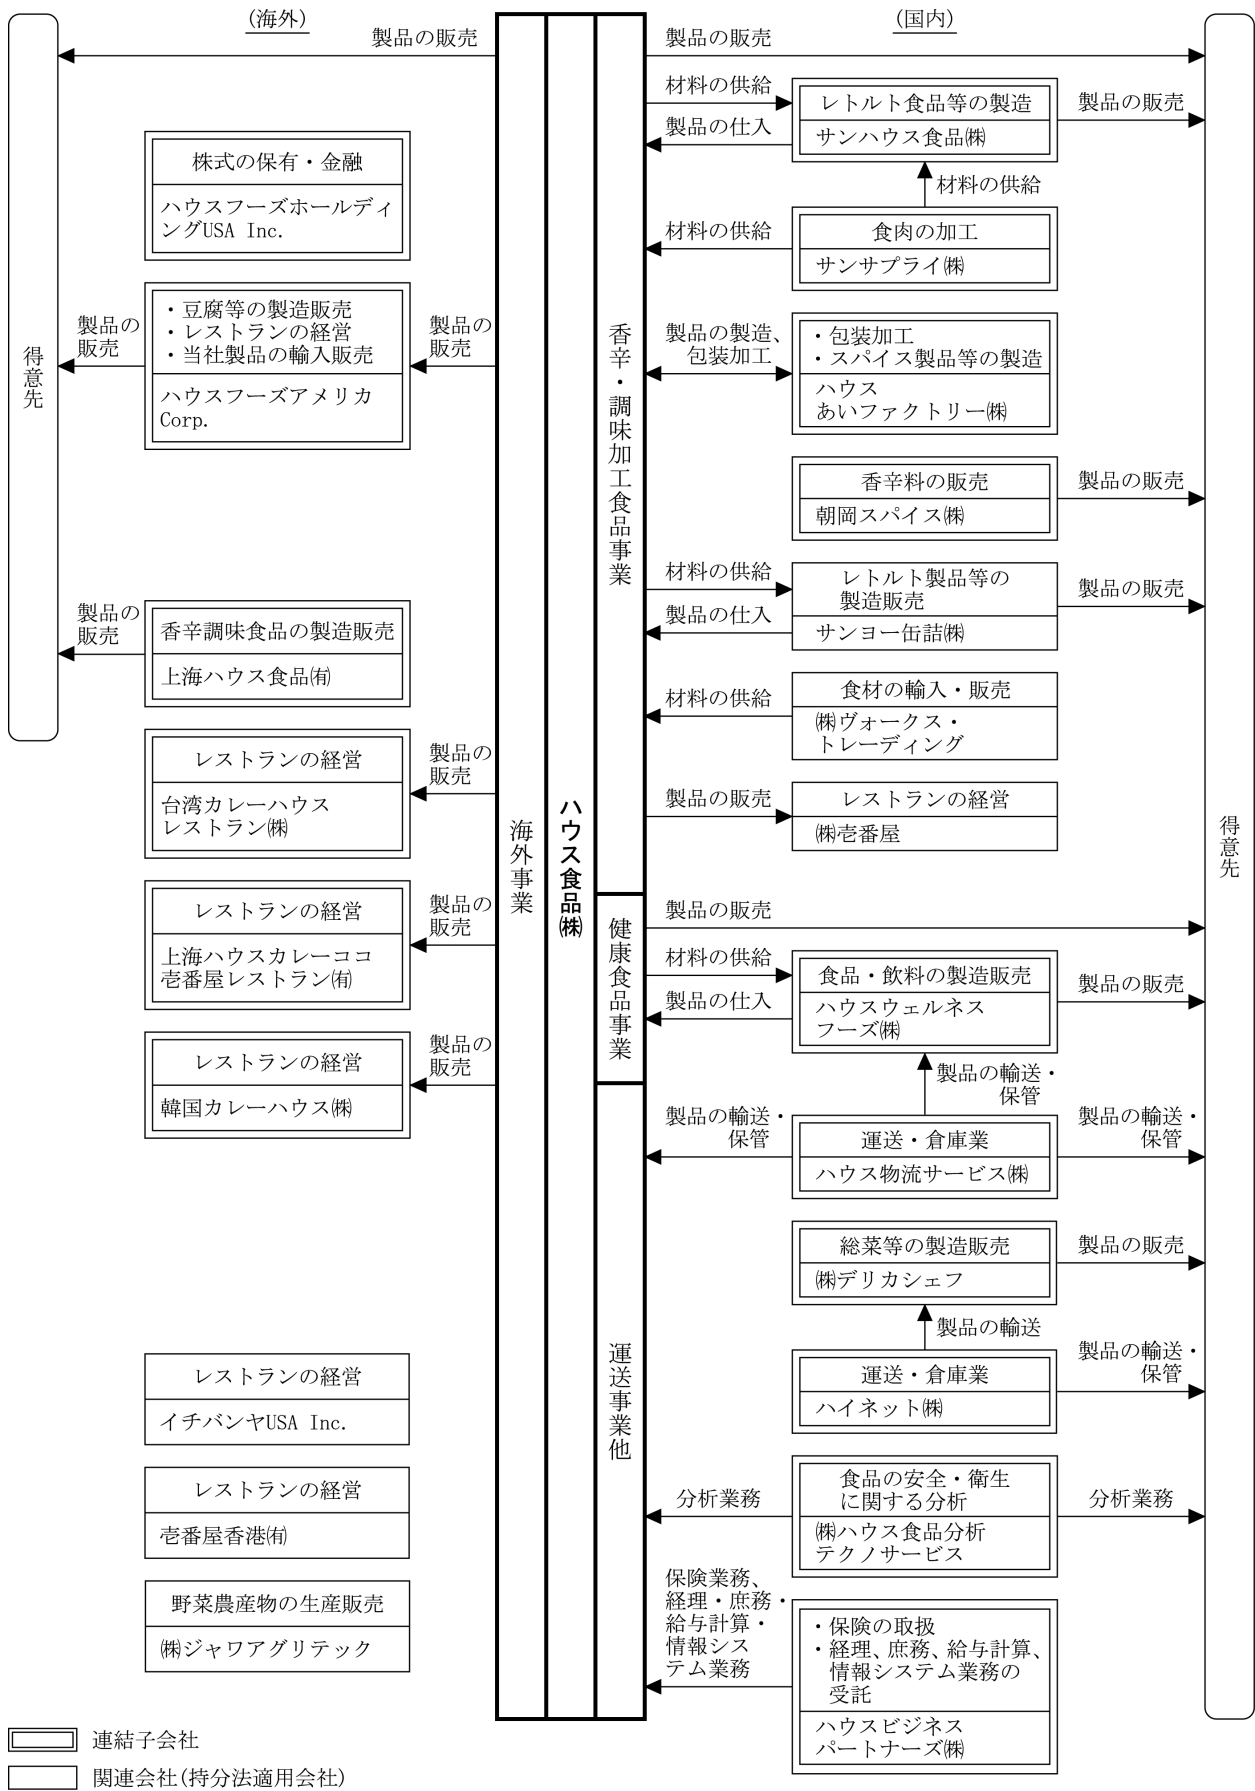 (海外)
(国内)
製品の販売
得意先
株式の保有・金融
ハウスフーズホールディ
ングUSA Inc.
・豆腐等の製造販売
・レストランの経営
・当社製品の輸入販売
ハウスフーズアメリカ
Corp.
製品の
販売
製品の
販売
香辛調味食品の製造販売
上海ハウス食品㈲
製品の
販売
レストランの経営
台湾カレーハウス
レストラン㈱
製品の
販売
レストランの経営
上海ハウスカレーココ
壱番屋レストラン㈲
製品の
販売
レストランの経営
韓国カレーハウス㈱
製品の
販売
レストランの経営
イチバンヤUSA Inc.
レストランの経営
壱番屋香港㈲
野菜農産物の生産販売
㈱ジャワアグリテック
海外事業
ハウス食品㈱
香辛・調味加工食品事業
健康食品事業
運送事業他
製品の販売
材料の供給
製品の仕入
レトルト食品等の製造
サンハウス食品㈱
製品の販売
材料の供給
材料の供給
食肉の加工
サンサプライ㈱
製品の製造、
包装加工
・包装加工
・スパイス製品等の製造
ハウス
あいファクトリー㈱
香辛料の販売
朝岡スパイス㈱
製品の販売
材料の供給
製品の仕入
レトルト製品等の
製造販売
サンヨー缶詰㈱
製品の販売
材料の供給
食材の輸入・販売
㈱ヴォークス・
トレーディング
製品の販売
レストランの経営
㈱壱番屋
得意先
製品の販売
材料の供給
製品の仕入
食品・飲料の製造販売
ハウスウェルネス
フーズ㈱
製品の販売
製品の輸送・
保管
製品の輸送・
保管
運送・倉庫業
ハウス物流サービス㈱
製品の輸送・
保管
総菜等の製造販売
㈱デリカシェフ
製品の販売
製品の輸送
運送・倉庫業
ハイネット㈱
製品の輸送・
保管
分析業務
食品の安全・衛生
に関する分析
㈱ハウス食品分析
テクノサービス
分析業務
保険業務、
経理・庶務・
給与計算・
情報シス
テム業務
・保険の取扱
・経理、庶務、給与計算、
情報システム業務の
受託
ハウスビジネス
パートナーズ㈱
連結子会社
関連会社(持分法適用会社)